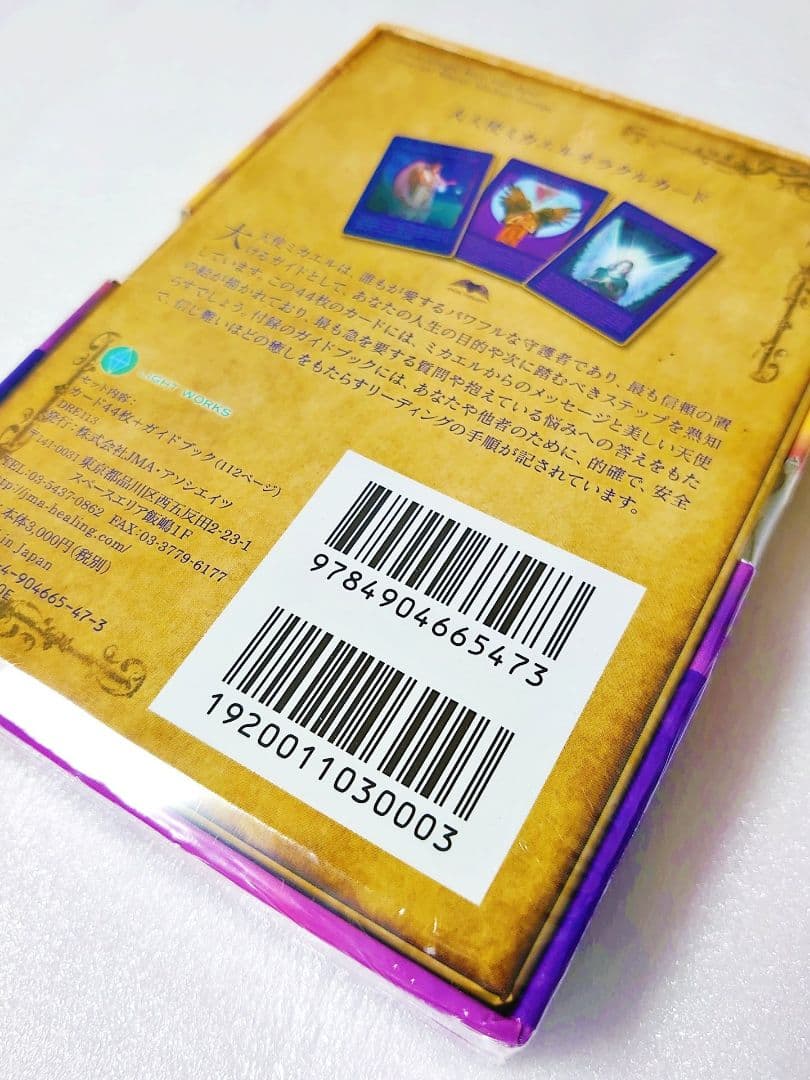 大天使ミカエルオラクルカード
大天使ミカエルは、誰もが愛するパワフルな守護者であり、最も信頼の置
けるガイドとして、あなたの人生の目的や次に踏むべきステップを熟知
しています。この44枚のカードには、ミカエルからのメッセージと美しい天使
の絵が描かれており、最も急を要する質問や抱えている悩みへの答えをもた
らすでしょう。付録のガイドブックには、あなたや他者のために、的確で、安全
で、信じ難いほどの癒しをもたらすリーディングの手順が記されています。
LIGHT WORKS
セット内容:
カード44枚+ガイドブック(112ページ)
DRE113
発行:株式会社JMA・アソシエイツ
〒141-0031 東京都品川区西五反田2-23-1
スペースエリア飯嶋1F
TEL:03-5437-0862 FAX:03-3779-6177
http://jma-healing.com/
本体3,000円(税別)
in Japan
4-904665-47-3
9784904665473
1920011030003